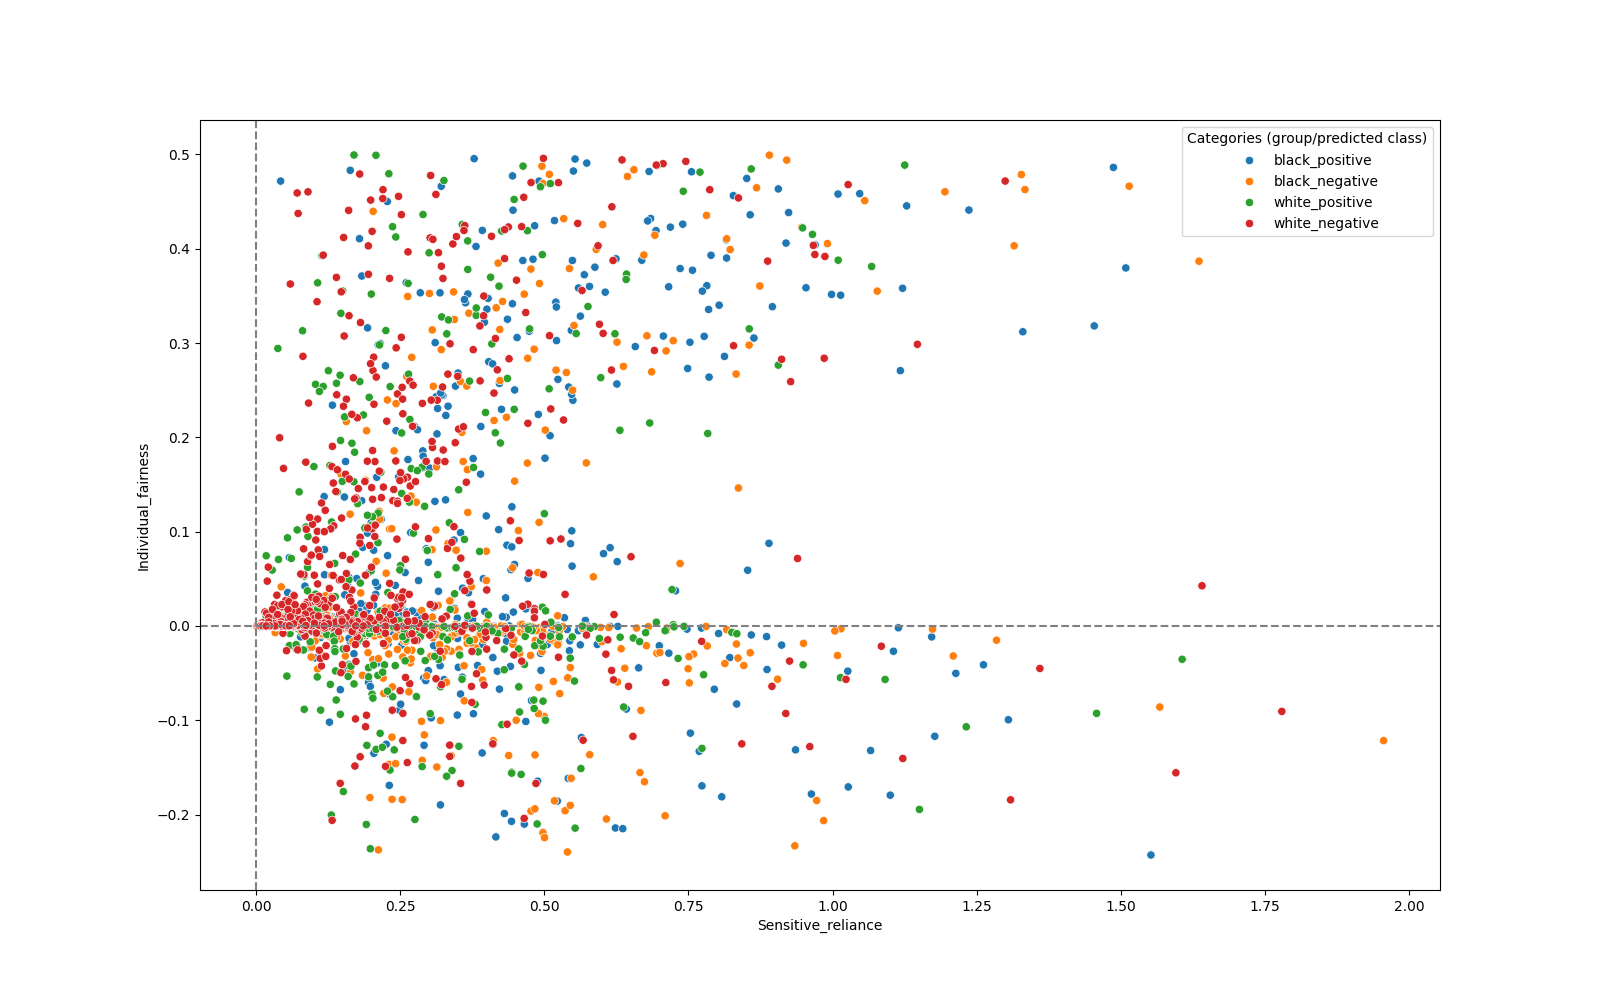 Categories (group/predicted class)
black_positive
black_negative
white_positive
white_negative
0.5
0.4
0.3
0.2
0.1
0.0
−0.1
−0.2
Individual_fairness
0.00 0.25 0.50 0.75 1.00 1.25 1.50 1.75 2.00
Sensitive_reliance